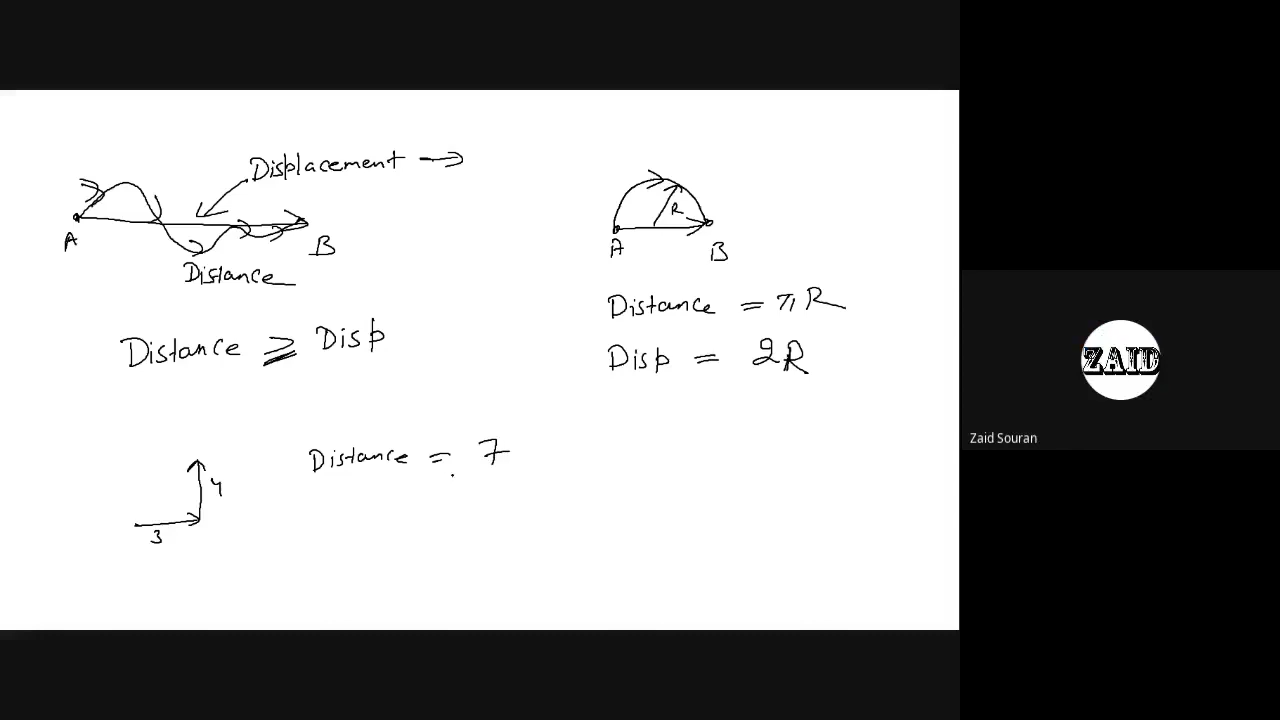 Displacement →
A
B
Distance
Distance ≥ Disp
R
A
B
Distance = πR
Disp = 2R
Distance = 7
4
3
ZAID
Zaid Souran